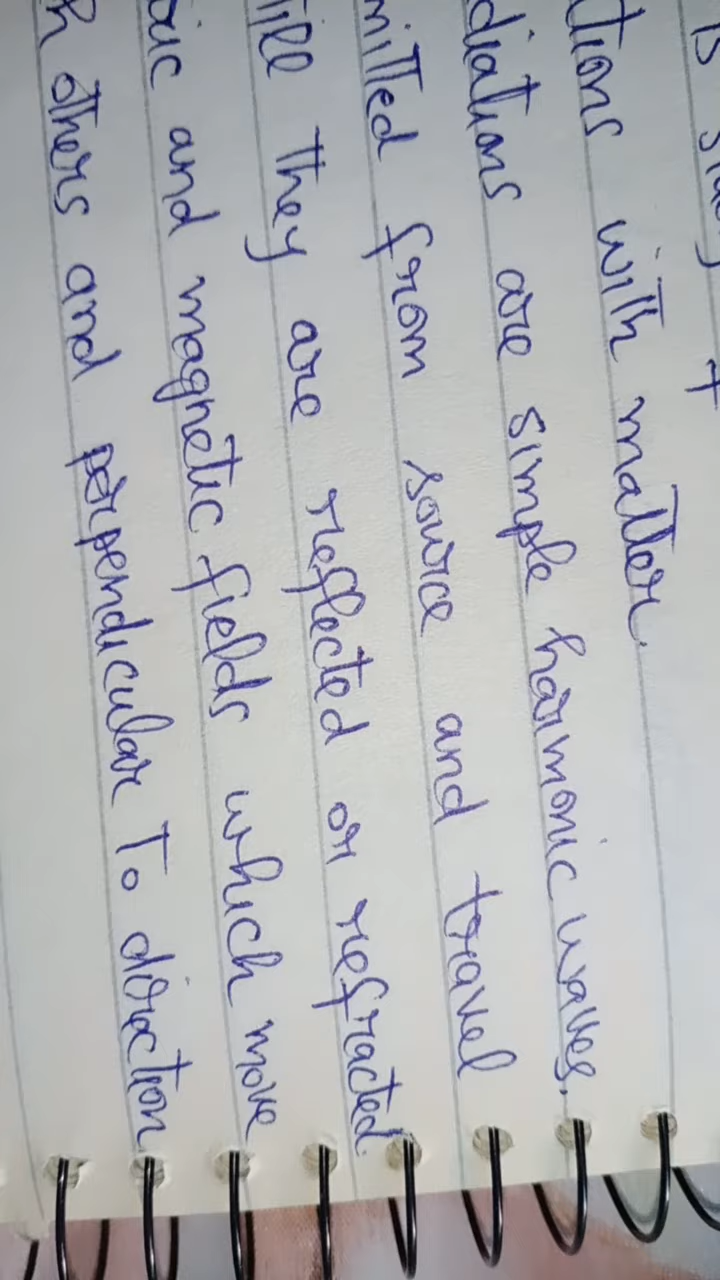 is
tions with matter.
diations are simple harmonic waves.
mitted from source and travel
till they are reflected or refracted.
ric and magnetic fields which move
h others and perpendicular To direction